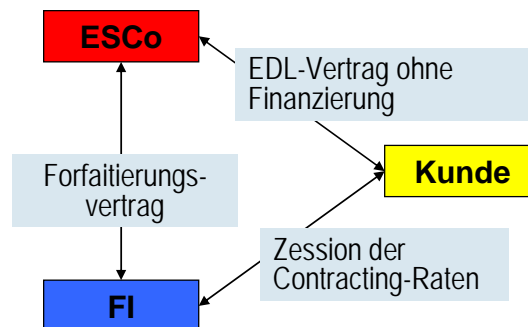 ESCo
EDL-Vertrag ohne
Finanzierung
Forfaitierungs-
vertrag
Kunde
Zession der
Contracting-Raten
FI